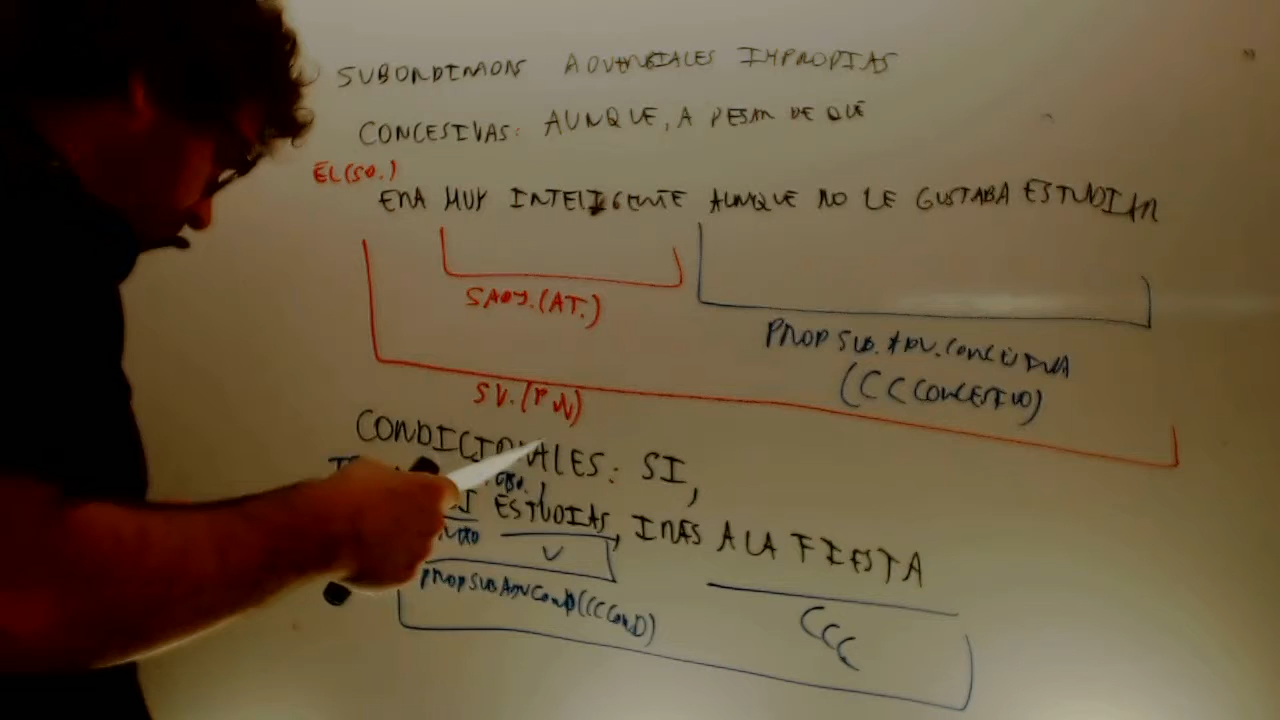 SUBORDINADAS ADVERBIALES IMPROPIAS
CONCESIVAS: AUNQUE, A PESAR DE QUE
EL (SO.)
ERA MUY INTELIGENTE AUNQUE NO LE GUSTABA ESTUDIAR
SADJ. (AT.)
PROP SUB. ADV. CONCESIVA
(CC CONCESIVO)
SV. (P.N)
CONDICIONALES: SI,
SI ESTUDIAS, IRAS A LA FIESTA
V
PROP SUB ADV COND (CC COND)
CCC